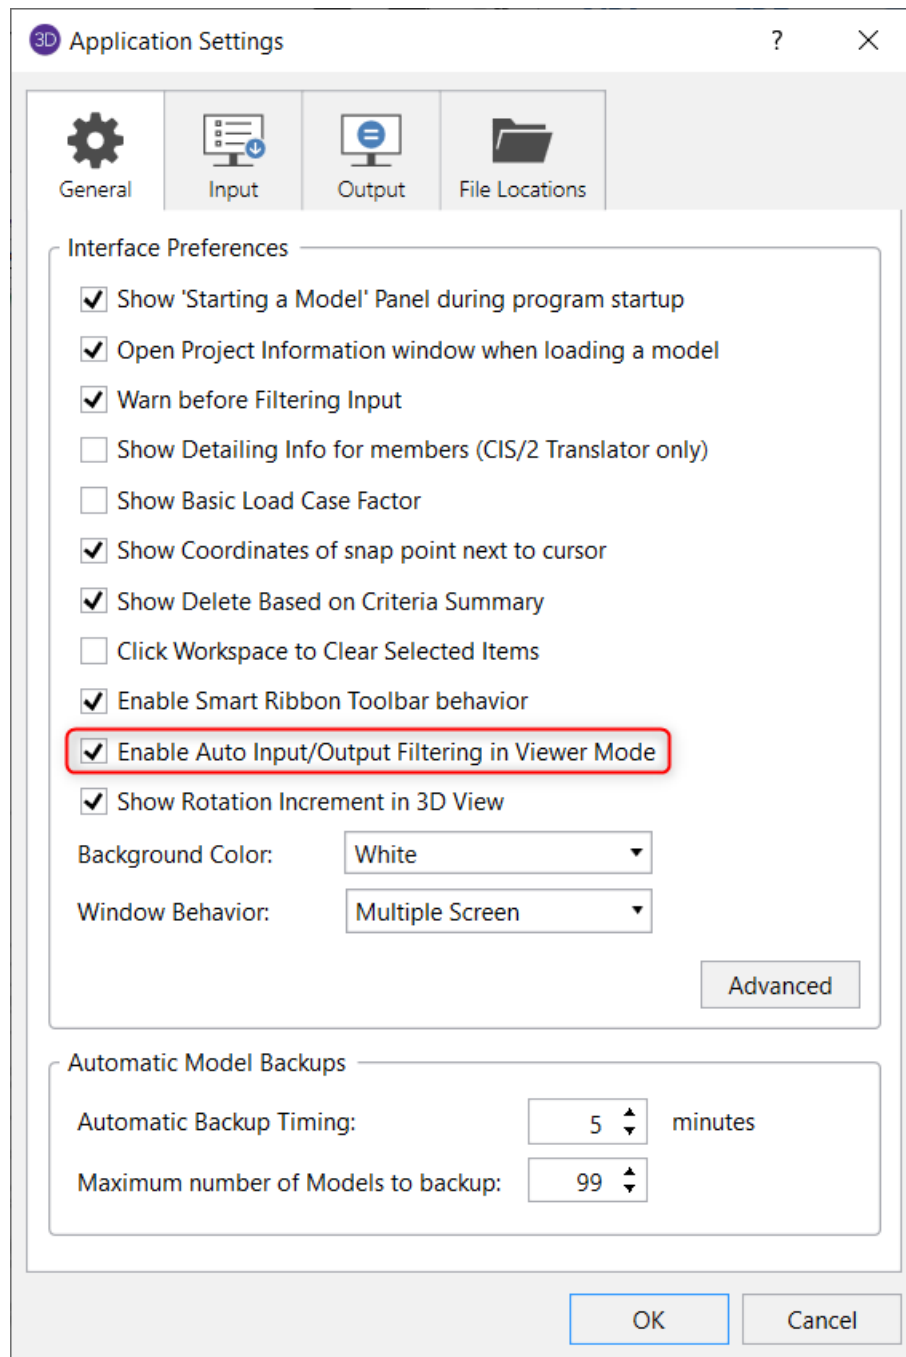 3D Application Settings ?
General Input Output File Locations
Interface Preferences
Show 'Starting a Model' Panel during program startup
Open Project Information window when loading a model
Warn before Filtering Input
Show Detailing Info for members (CIS/2 Translator only)
Show Basic Load Case Factor
Show Coordinates of snap point next to cursor
Show Delete Based on Criteria Summary
Click Workspace to Clear Selected Items
Enable Smart Ribbon Toolbar behavior
Enable Auto Input/Output Filtering in Viewer Mode
Show Rotation Increment in 3D View
Background Color: White
Window Behavior: Multiple Screen
Advanced
Automatic Model Backups
Automatic Backup Timing: 5 minutes
Maximum number of Models to backup: 99
OK Cancel